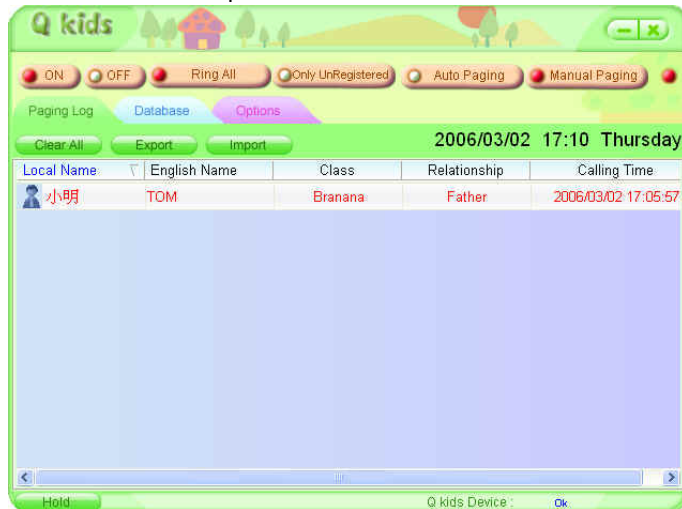 Q kids
ON OFF Ring All Only UnRegistered Auto Paging Manual Paging
Paging Log Database Options
Clear All Export Import 2006/03/02 17:10 Thursday
Local Name English Name Class Relationship Calling Time
小明 TOM Branana Father 2006/03/02 17:05:57
Hold Q kids Device : Ok